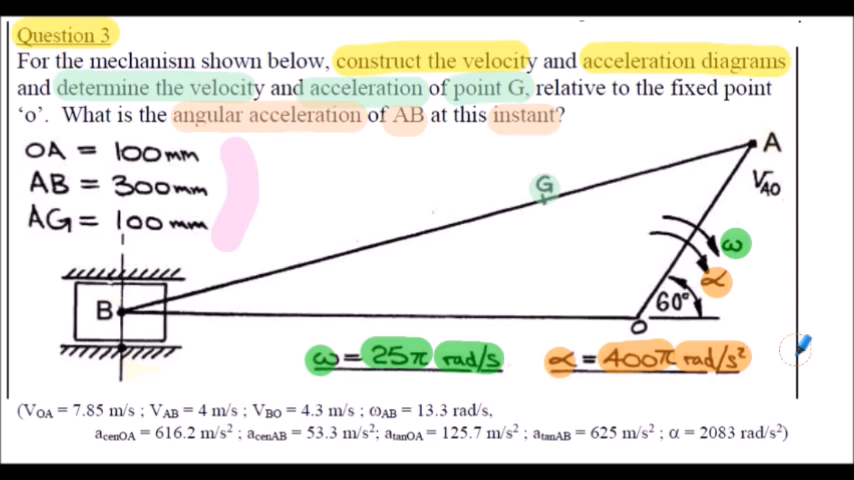 Question 3
For the mechanism shown below, construct the velocity and acceleration diagrams
and determine the velocity and acceleration of point G, relative to the fixed point
‘o’. What is the angular acceleration of AB at this instant?
OA = 100mm
AB = 300mm
AG = 100mm
A
G
VAO
ω
α
B
60°
O
ω = 25π rad/s
α = 400π rad/s²
(VOA = 7.85 m/s ; VAB = 4 m/s ; VBO = 4.3 m/s ; ωAB = 13.3 rad/s,
acenOA = 616.2 m/s² ; acenAB = 53.3 m/s²; atanOA = 125.7 m/s² ; atanAB = 625 m/s² ; α = 2083 rad/s²)